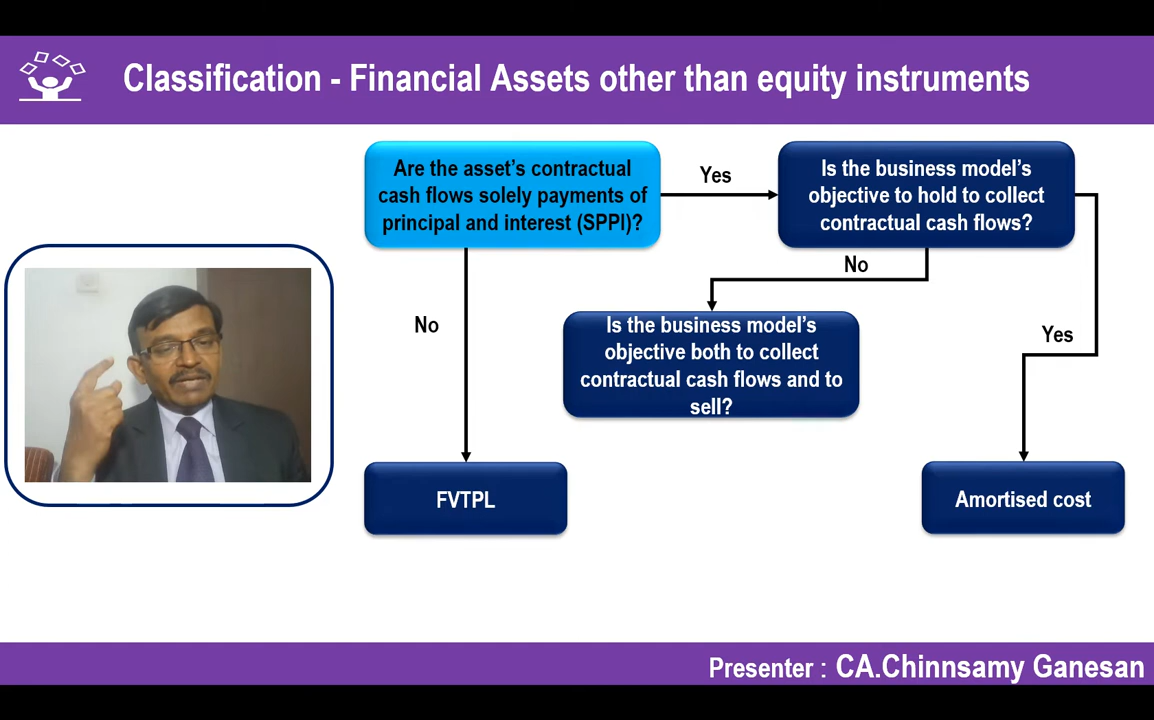 Classification - Financial Assets other than equity instruments
Are the asset's contractual
cash flows solely payments of
principal and interest (SPPI)?
Yes
Is the business model's
objective to hold to collect
contractual cash flows?
No
No
Is the business model's
objective both to collect
contractual cash flows and to
sell?
Yes
FVTPL
Amortised cost
Presenter : CA.Chinnsamy Ganesan